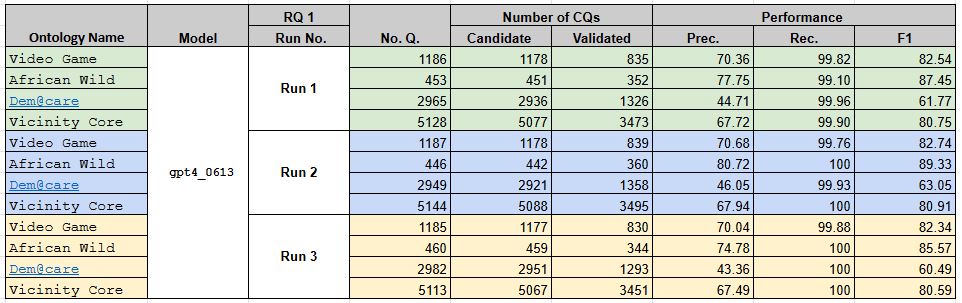 RQ 1 Number of CQs Performance
Ontology Name Model Run No. No. Q. Candidate Validated Prec. Rec. F1
Video Game 1186 1178 835 70.36 99.82 82.54
African Wild 453 451 352 77.75 99.10 87.45
Dem@care 2965 2936 1326 44.71 99.96 61.77
Vicinity Core 5128 5077 3473 67.72 99.90 80.75
Run 1
Video Game 1187 1178 839 70.68 99.76 82.74
African Wild 446 442 360 80.72 100 89.33
Dem@care 2949 2921 1358 46.05 99.93 63.05
Vicinity Core 5144 5088 3495 67.94 100 80.91
gpt4_0613 Run 2
Video Game 1185 1177 830 70.04 99.88 82.34
African Wild 460 459 344 74.78 100 85.57
Dem@care 2982 2951 1293 43.36 100 60.49
Vicinity Core 5113 5067 3451 67.49 100 80.59
Run 3